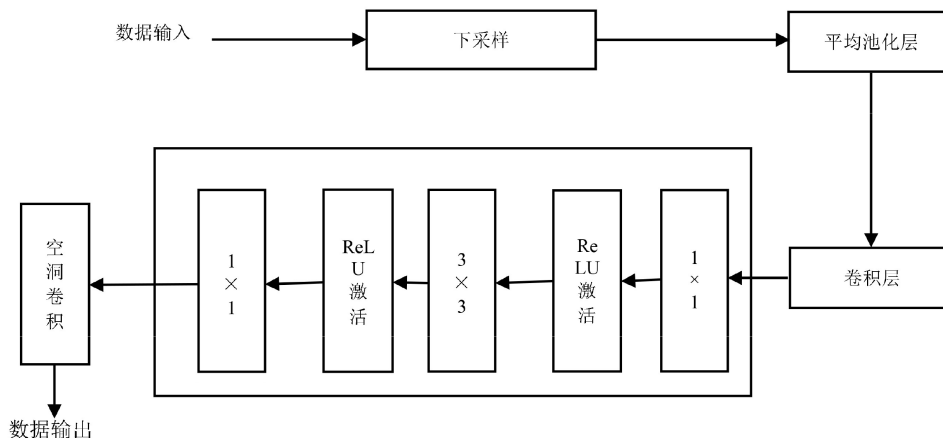 数据输入
下采样
平均池化层
卷积层
1
×
1
Re
LU
激
活
3
×
3
ReL
U
激
活
1
×
1
空
洞
卷
积
数据输出